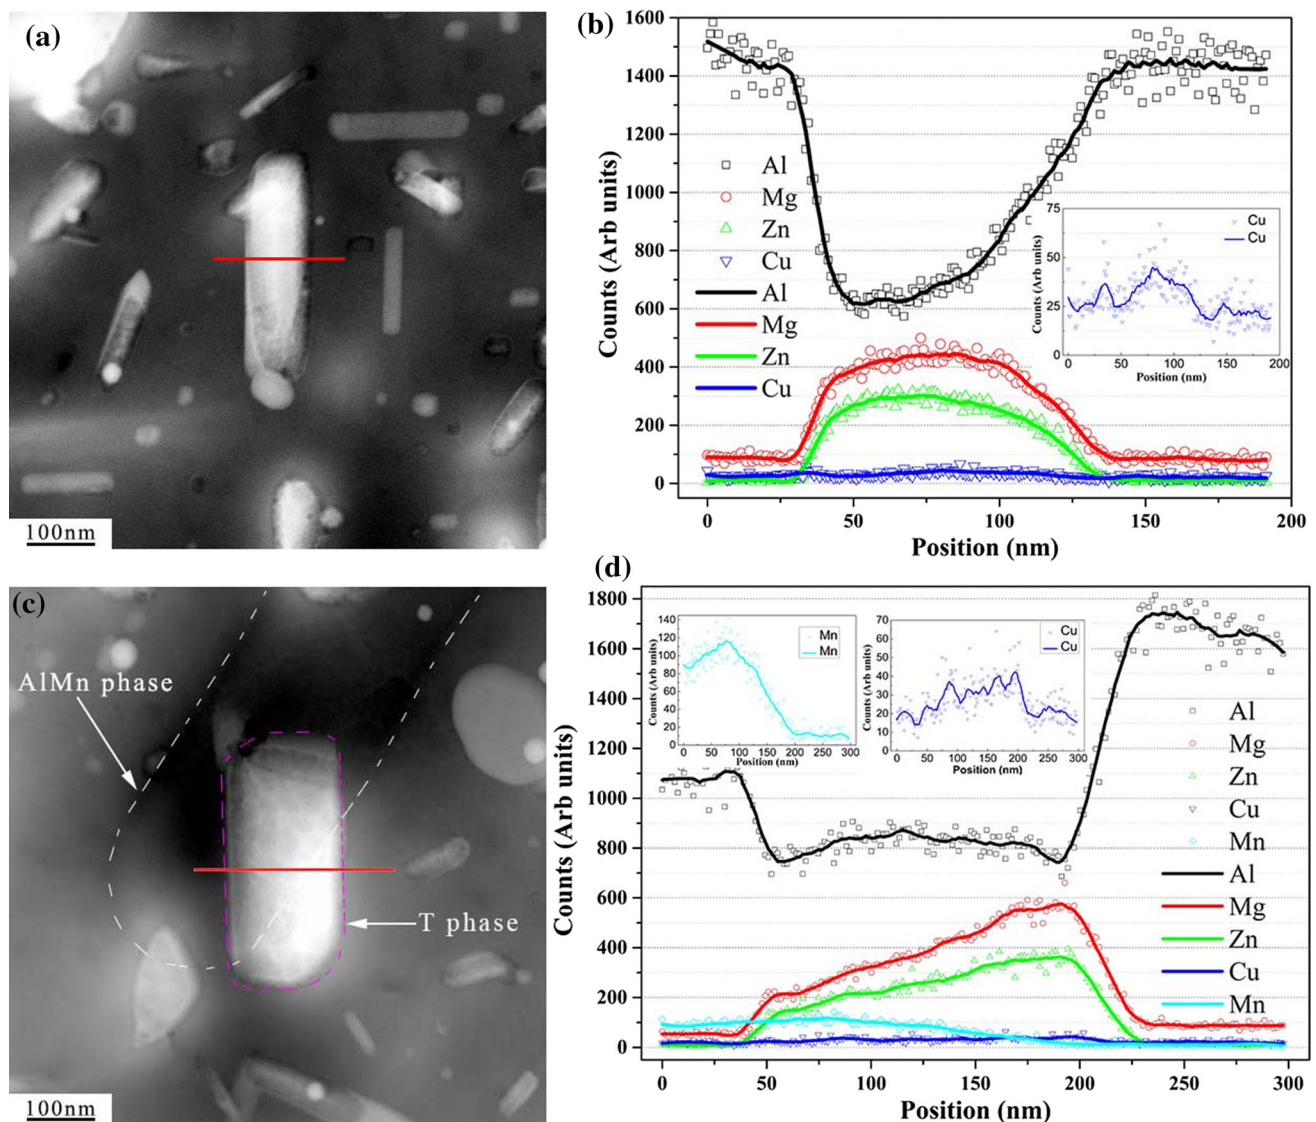 (a)
100nm
(b)
1600
1400
1200
1000
800
600
400
200
0
Counts (Arb units)
Al
Mg
Zn
Cu
Al
Mg
Zn
Cu
75
50
25
0
Counts (Arb units)
Cu
Cu
0 50 100 150 200
Position (nm)
0 50 100 150 200
Position (nm)
(c)
AlMn phase
T phase
100nm
(d)
1800
1600
1400
1200
1000
800
600
400
200
0
Counts (Arb units)
140
120
100
80
60
40
20
0
Counts (Arb units)
Mn
Mn
0 50 100 150 200 250 300
Position (nm)
70
60
50
40
30
20
10
0
Counts (Arb units)
Cu
Cu
0 50 100 150 200 250 300
Position (nm)
Al
Mg
Zn
Cu
Mn
Al
Mg
Zn
Cu
Mn
0 50 100 150 200 250 300
Position (nm)